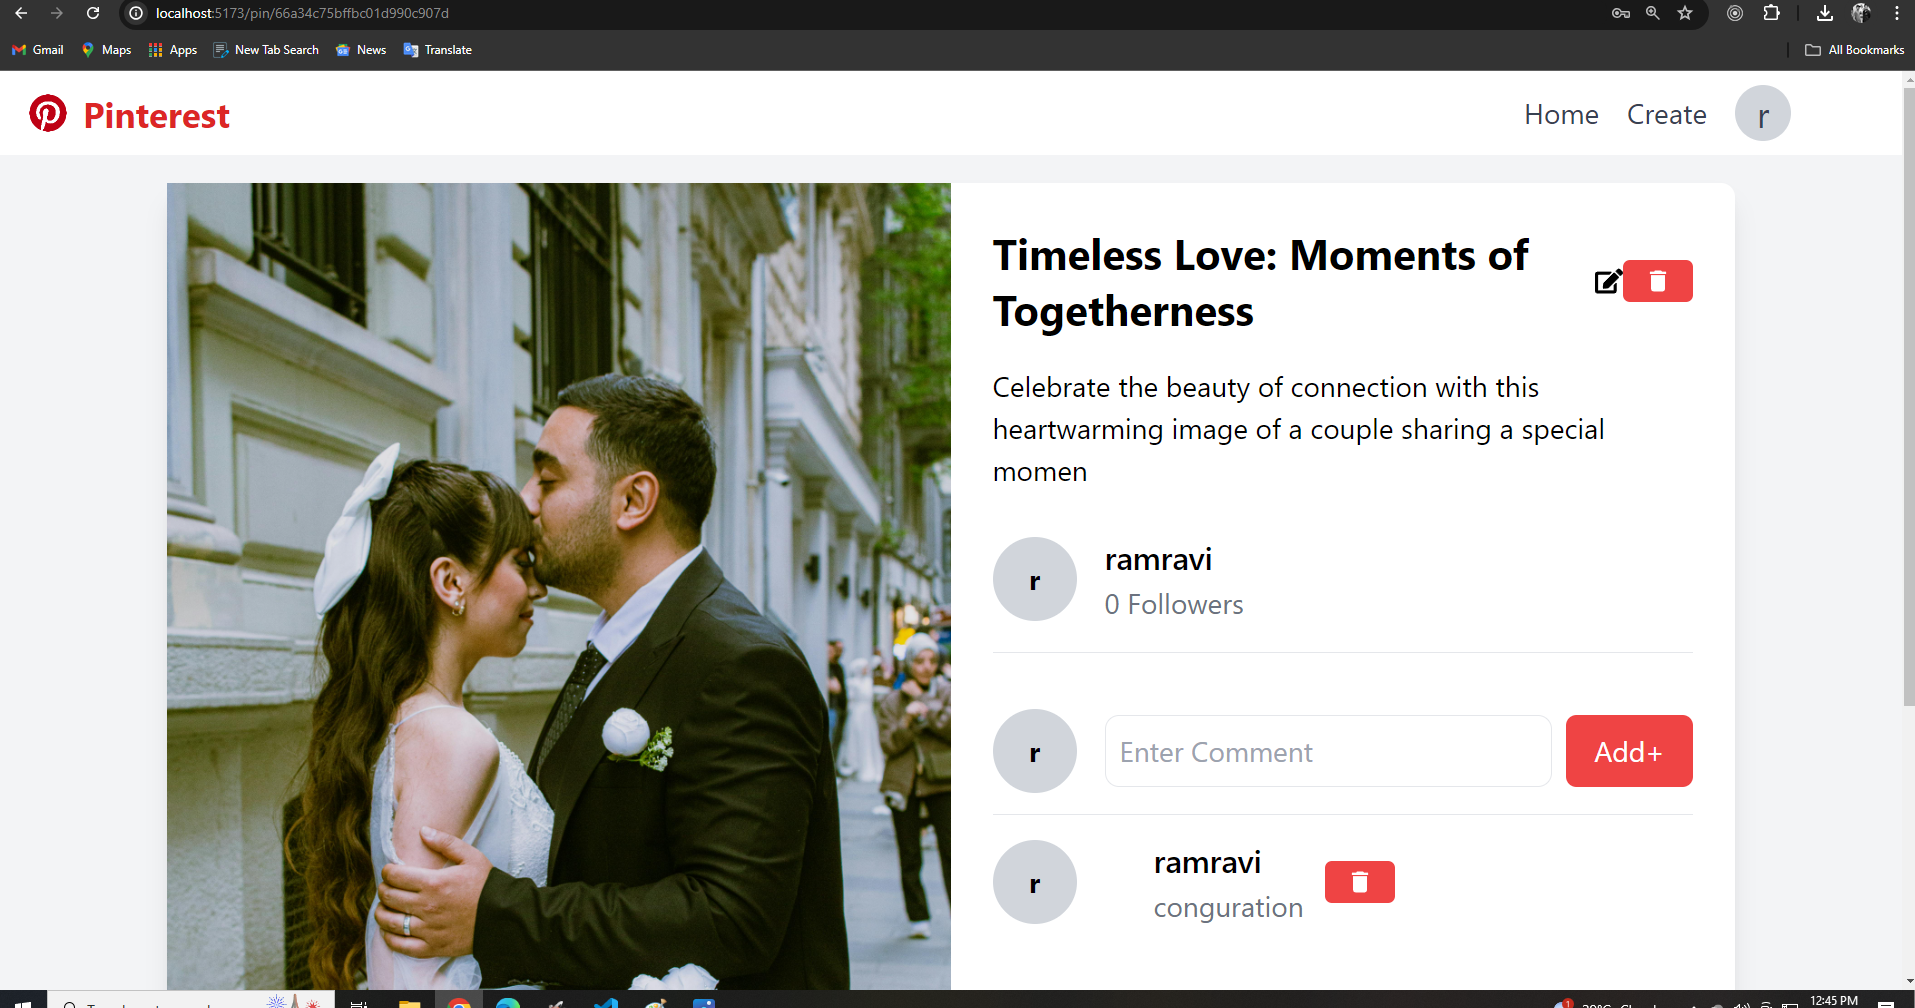 localhost:5173/pin/66a34c75bffbc01d990c907d
Gmail Maps Apps New Tab Search News Translate All Bookmarks
Pinterest
Home Create r
Timeless Love: Moments of
Togetherness
Celebrate the beauty of connection with this
heartwarming image of a couple sharing a special
momen
r
ramravi
0 Followers
r
Enter Comment
Add+
r
ramravi
conguration
12:45 PM